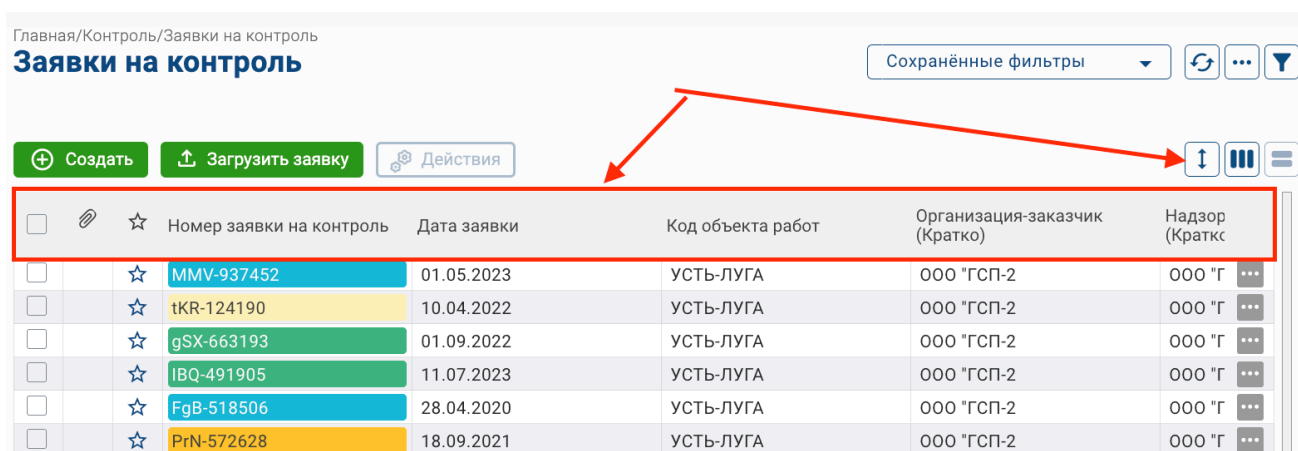 Главная/Контроль/Заявки на контроль
Заявки на контроль
Сохранённые фильтры
Создать Загрузить заявку Действия
Номер заявки на контроль Дата заявки Код объекта работ Организация-заказчик (Кратко) Надзор (Кратко
MMV-937452 01.05.2023 УСТЬ-ЛУГА ООО "ГСП-2 ООО "Г
tKR-124190 10.04.2022 УСТЬ-ЛУГА ООО "ГСП-2 ООО "Г
gSX-663193 01.09.2022 УСТЬ-ЛУГА ООО "ГСП-2 ООО "Г
IBQ-491905 11.07.2023 УСТЬ-ЛУГА ООО "ГСП-2 ООО "Г
FgB-518506 28.04.2020 УСТЬ-ЛУГА ООО "ГСП-2 ООО "Г
PrN-572628 18.09.2021 УСТЬ-ЛУГА ООО "ГСП-2 ООО "Г